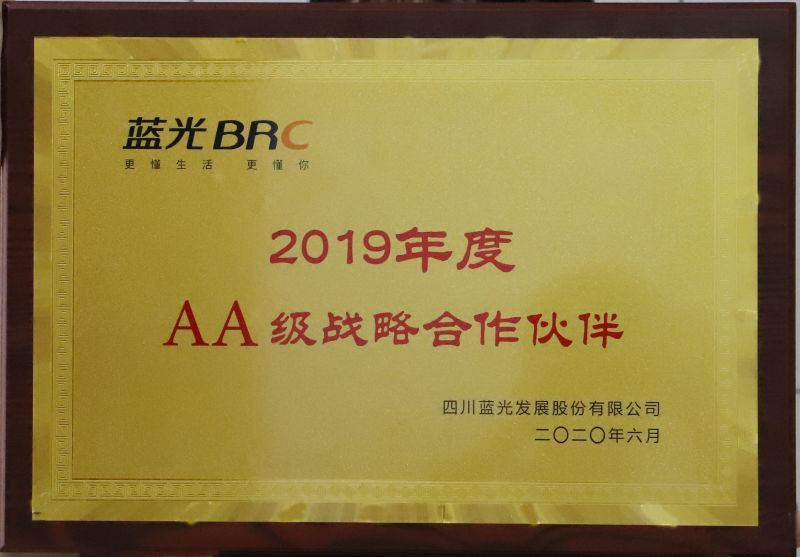 蓝光BRC
更懂生活 更懂你
2019年度
AA级战略合作伙伴
四川蓝光发展股份有限公司
二〇二〇年六月